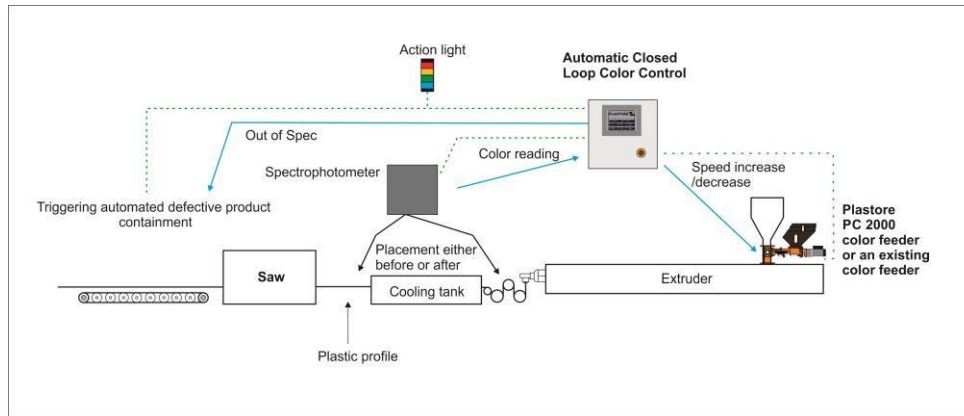 Action light
Automatic Closed
Loop Color Control
PLASTORE
Out of Spec
Spectrophotometer
Color reading
Speed increase
/decrease
Triggering automated defective product
containment
Plastore
PC 2000
color feeder
or an existing
color feeder
Placement either
before or after
Saw
Cooling tank
Extruder
Plastic profile